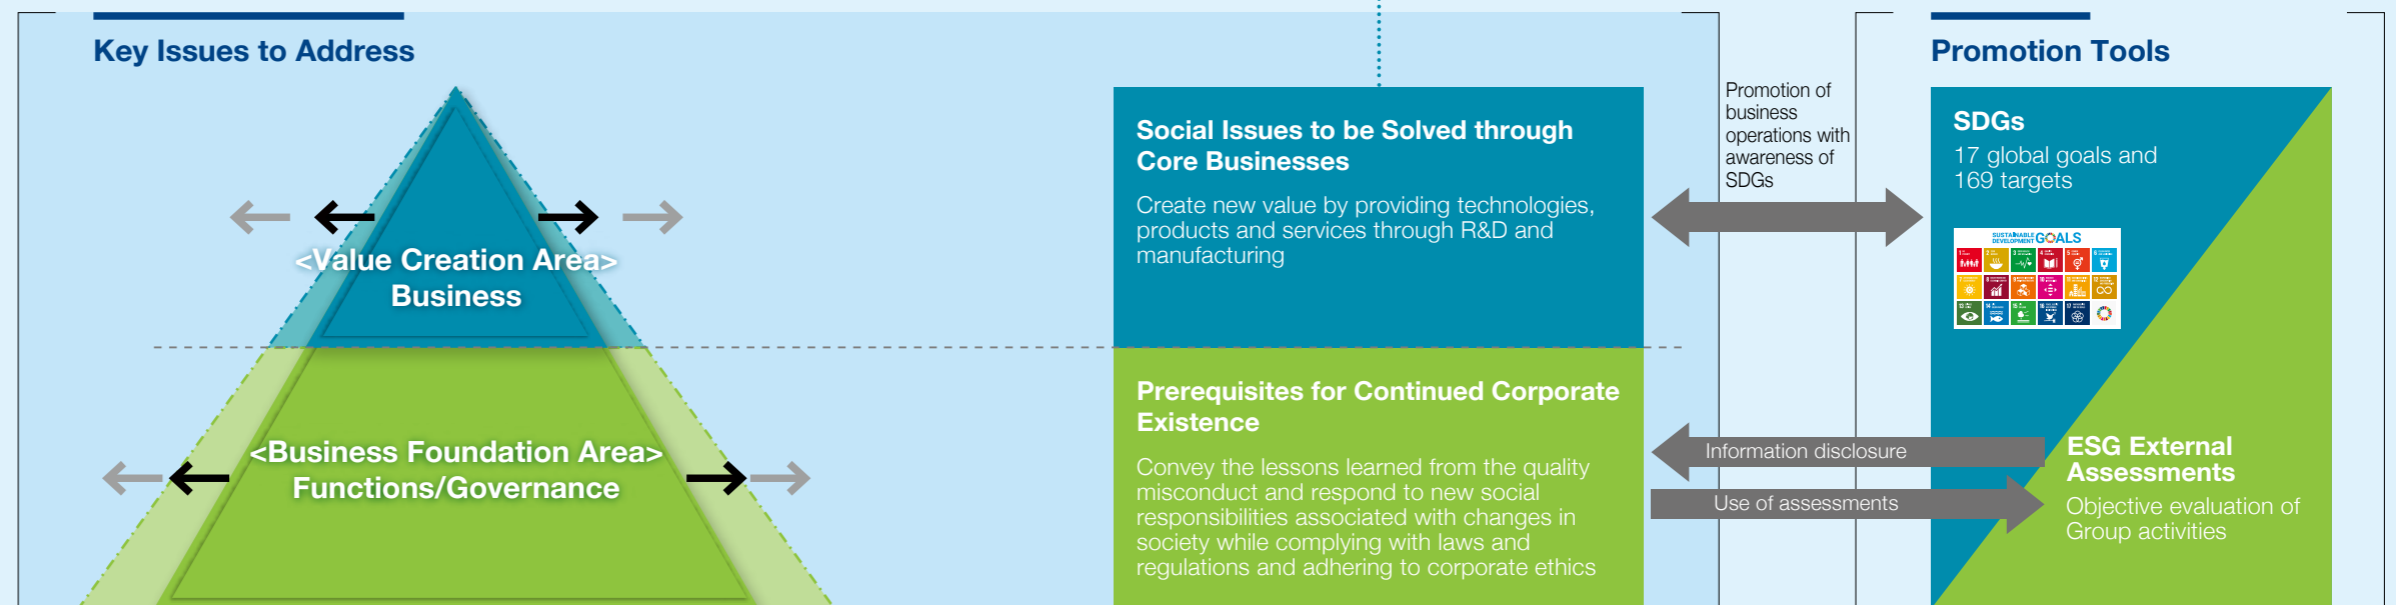 Key Issues to Address
<Value Creation Area>
Business
<Business Foundation Area>
Functions/Governance
Social Issues to be Solved through
Core Businesses
Create new value by providing technologies,
products and services through R&D and
manufacturing
Prerequisites for Continued Corporate
Existence
Convey the lessons learned from the quality
misconduct and respond to new social
responsibilities associated with changes in
society while complying with laws and
regulations and adhering to corporate ethics
Promotion of
business
operations with
awareness of
SDGs
Information disclosure
Use of assessments
Promotion Tools
SDGs
17 global goals and
169 targets
SUSTAINABLE
DEVELOPMENT GOALS
ESG External
Assessments
Objective evaluation of
Group activities